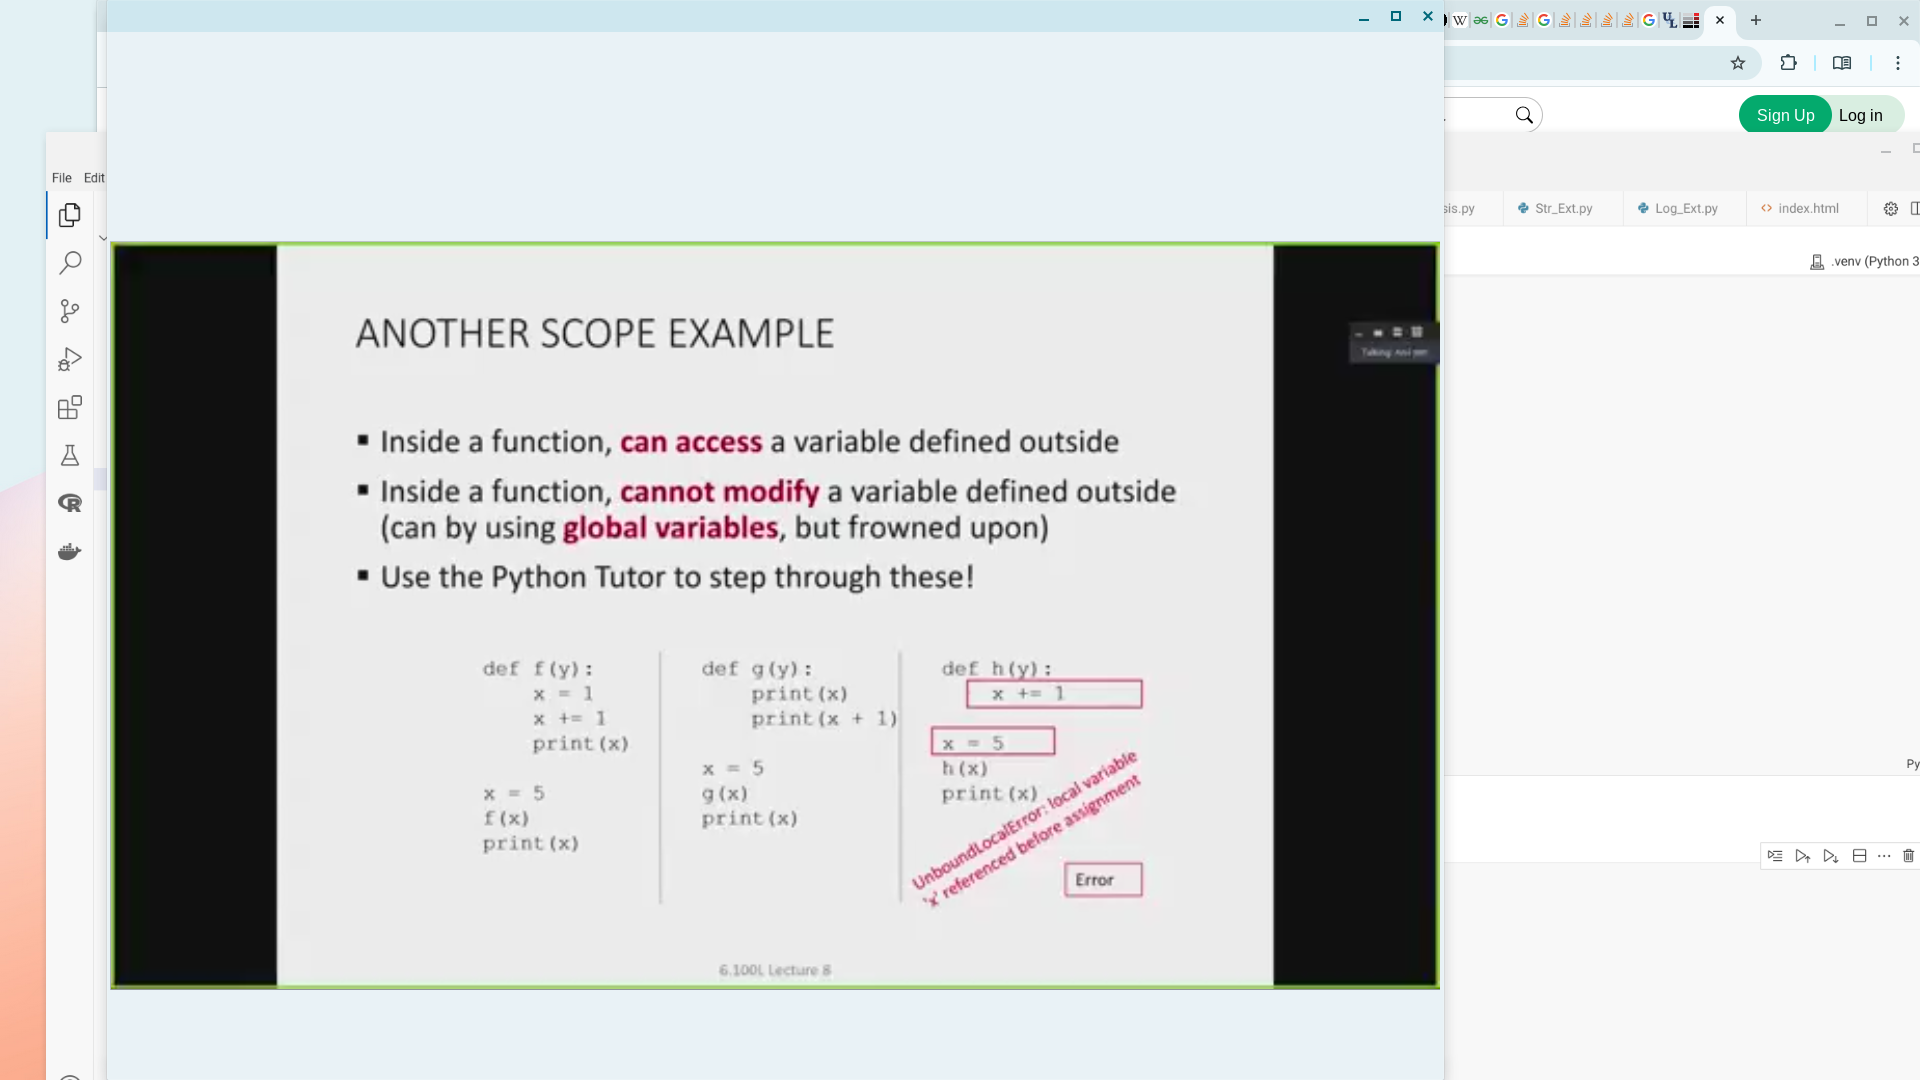 Sign Up
Log in
File Edit
sis.py
Str_Ext.py
Log_Ext.py
index.html
.venv (Python 3
ANOTHER SCOPE EXAMPLE
▪ Inside a function, can access a variable defined outside
▪ Inside a function, cannot modify a variable defined outside
(can by using global variables, but frowned upon)
▪ Use the Python Tutor to step through these!
def f(y):
x = 1
x += 1
print(x)
x = 5
f(x)
print(x)
def g(y):
print(x)
print(x + 1)
x = 5
g(x)
print(x)
def h(y):
x += 1
x = 5
h(x)
print(x)
UnboundLocalError: local variable
'x' referenced before assignment
Error
6.100L Lecture 8
Py